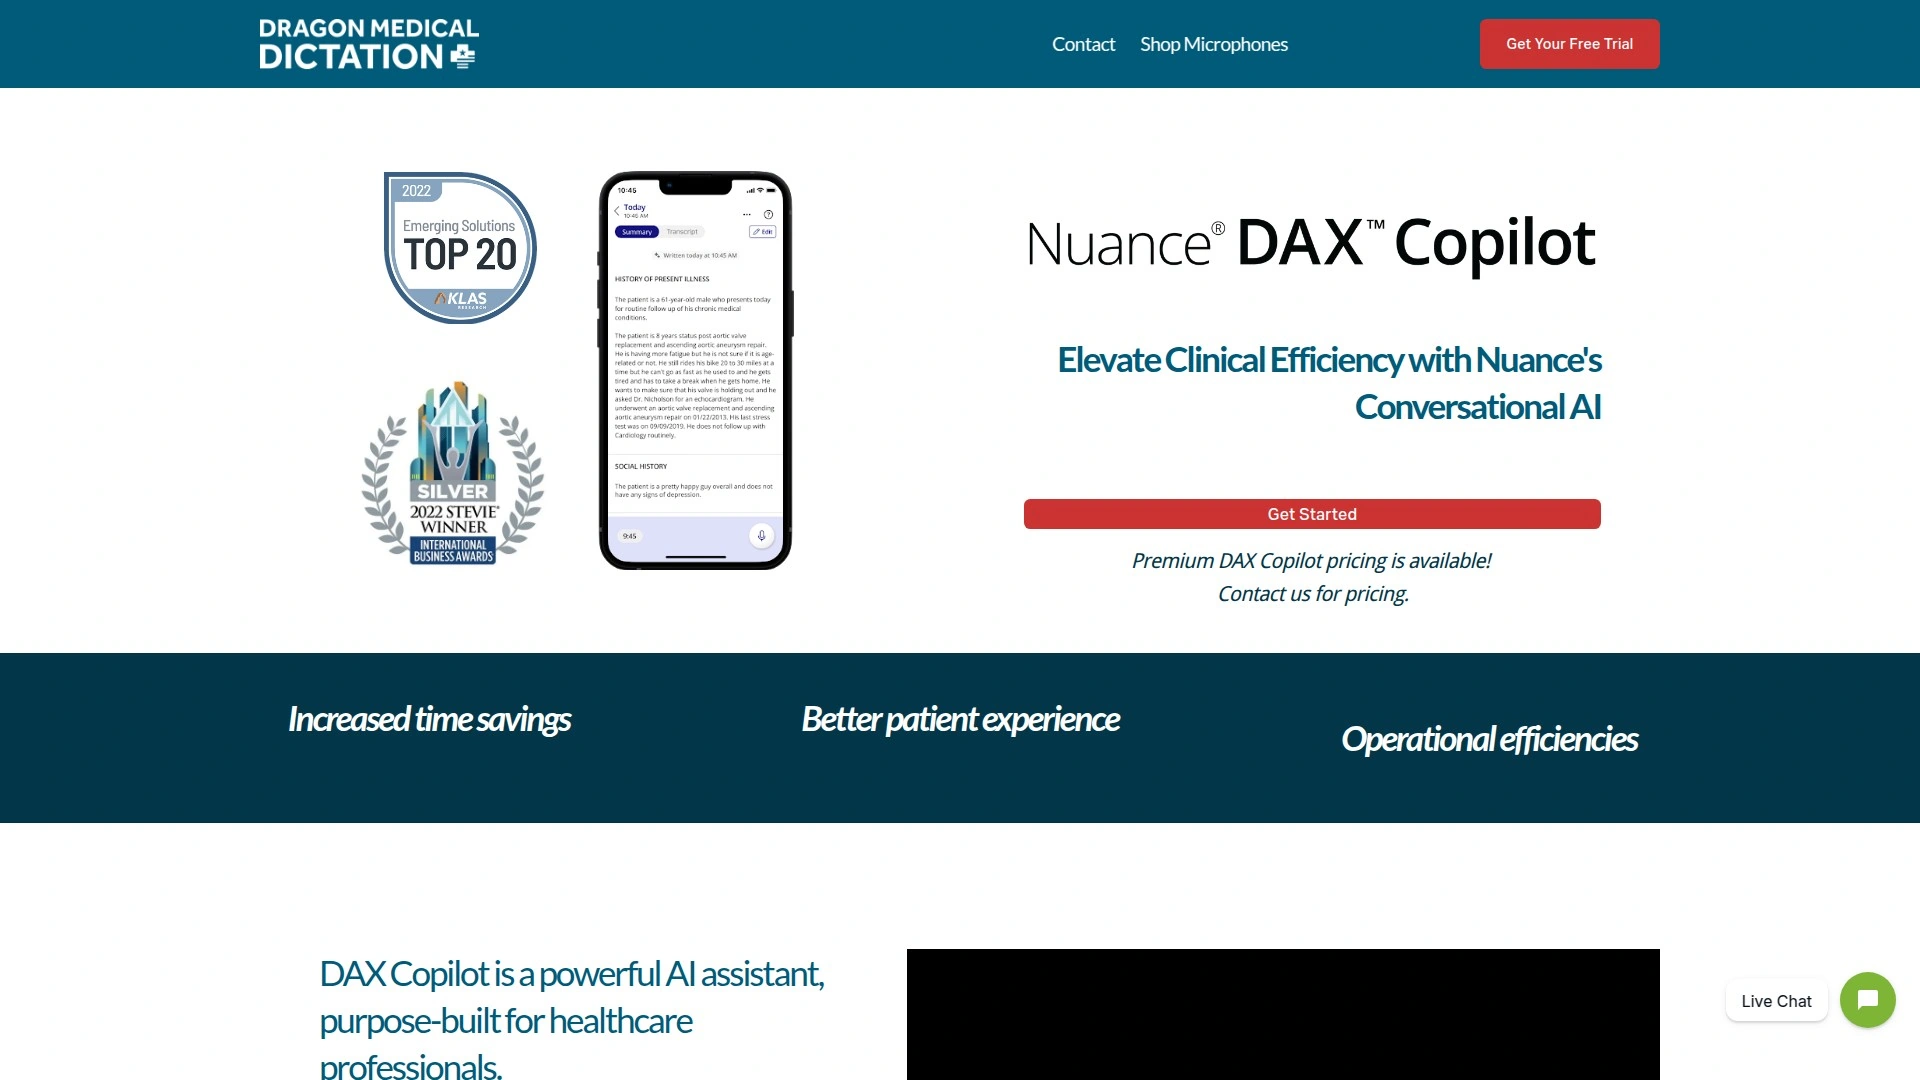 DRAGON MEDICAL
DICTATION
Contact
Shop Microphones
Get Your Free Trial
2022
Emerging Solutions
TOP 20
KLAS
RESEARCH
SILVER
2022 STEVIE®
WINNER
INTERNATIONAL
BUSINESS AWARDS
10:45
Today
10:45 AM
Summary
Transcript
Edit
Written today at 10:45 AM
HISTORY OF PRESENT ILLNESS
The patient is a 61-year-old male who presents today
for routine follow up of his chronic medical
conditions.
The patient is 8 years status post aortic valve
replacement and ascending aortic aneurysm repair.
He is having more fatigue but he is not sure if it is age-
related or not. He still rides his bike 20 to 30 miles at a
time but he can't go as fast as he used to and he gets
tired and has to take a break when he gets home. He
wants to make sure that his valve is holding out and he
asked Dr. Nicholson for an echocardiogram. He
underwent an aortic valve replacement and ascending
aortic aneurysm repair on 01/22/2013. His last stress
test was on 09/09/2019. He does not follow up with
Cardiology routinely.
SOCIAL HISTORY
The patient is a pretty happy guy overall and does not
have any signs of depression.
9:45
Nuance® DAX™ Copilot
Elevate Clinical Efficiency with Nuance's
Conversational AI
Get Started
Premium DAX Copilot pricing is available!
Contact us for pricing.
Increased time savings
Better patient experience
Operational efficiencies
DAX Copilot is a powerful AI assistant,
purpose-built for healthcare
professionals.
Live Chat